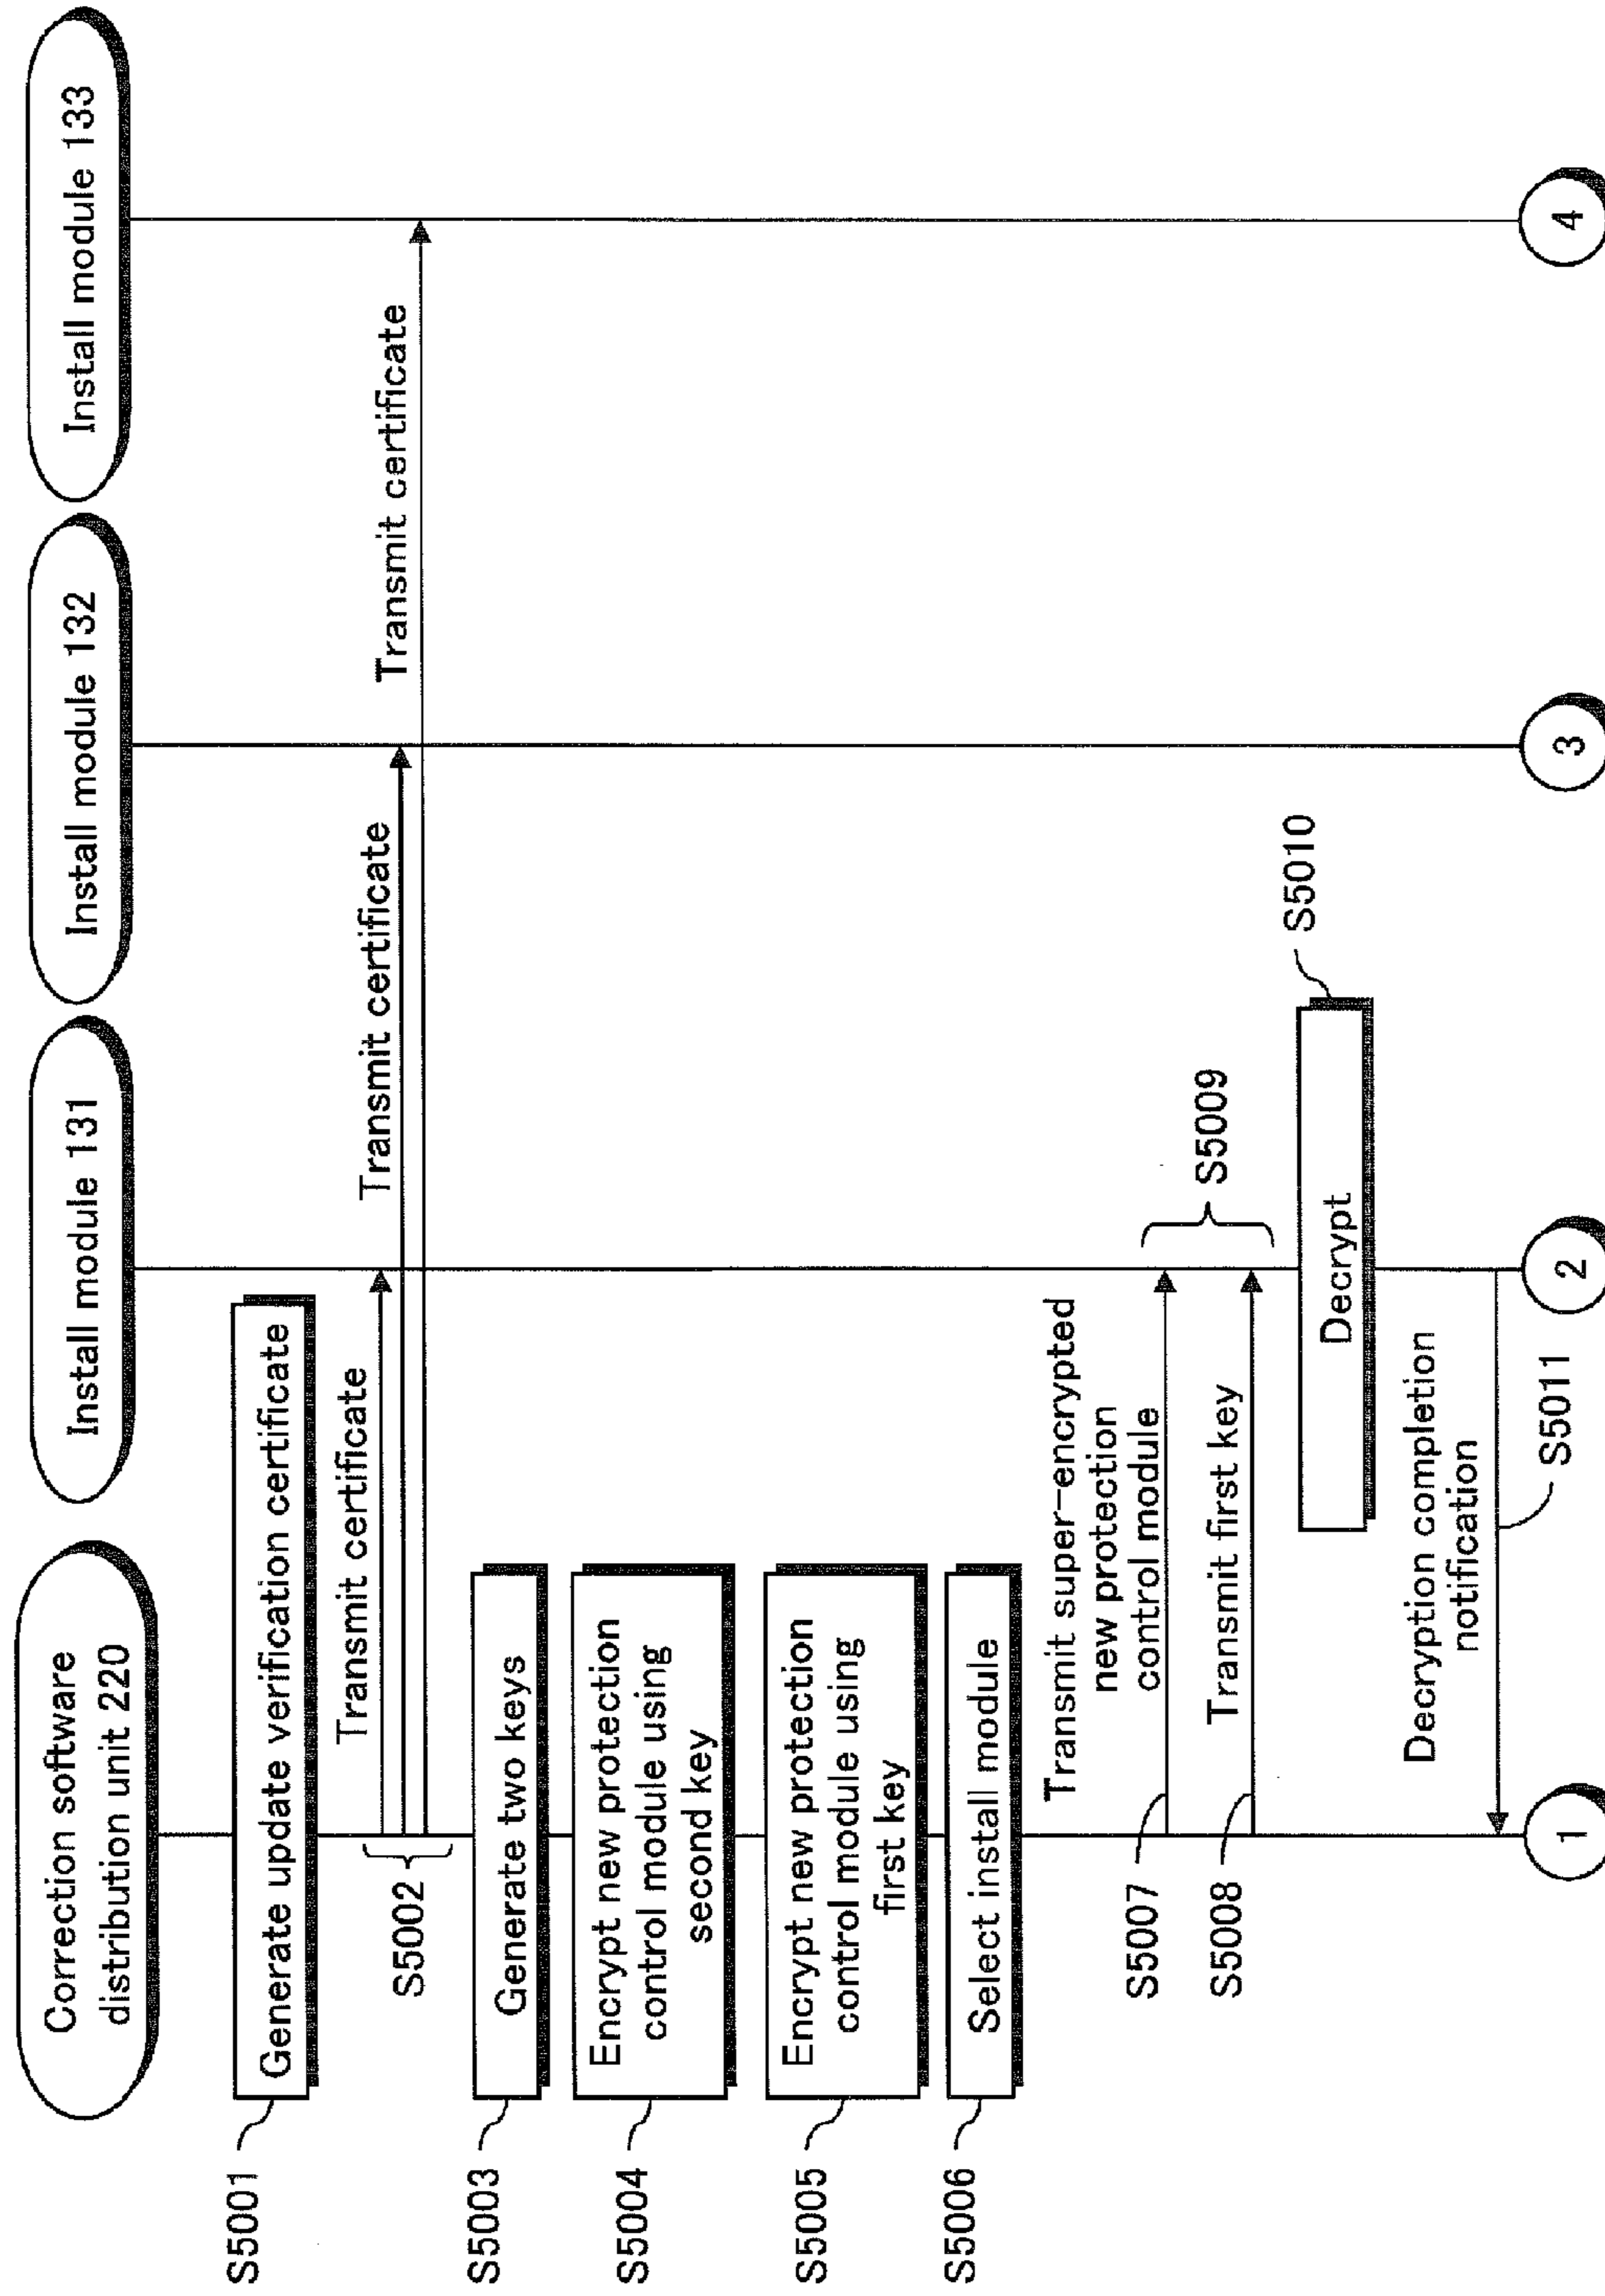 Correction software
distribution unit 220
Install module 131
Install module 132
Install module 133
S5001
Generate update verification certificate
Transmit certificate
Transmit certificate
Transmit certificate
S5002
S5003
Generate two keys
S5004
Encrypt new protection
control module using
second key
S5005
Encrypt new protection
control module using
first key
S5006
Select install module
Transmit super-encrypted
new protection
control module
S5007
Transmit first key
S5008
S5009
Decrypt
S5010
Decryption completion
notification
S5011
1
2
3
4